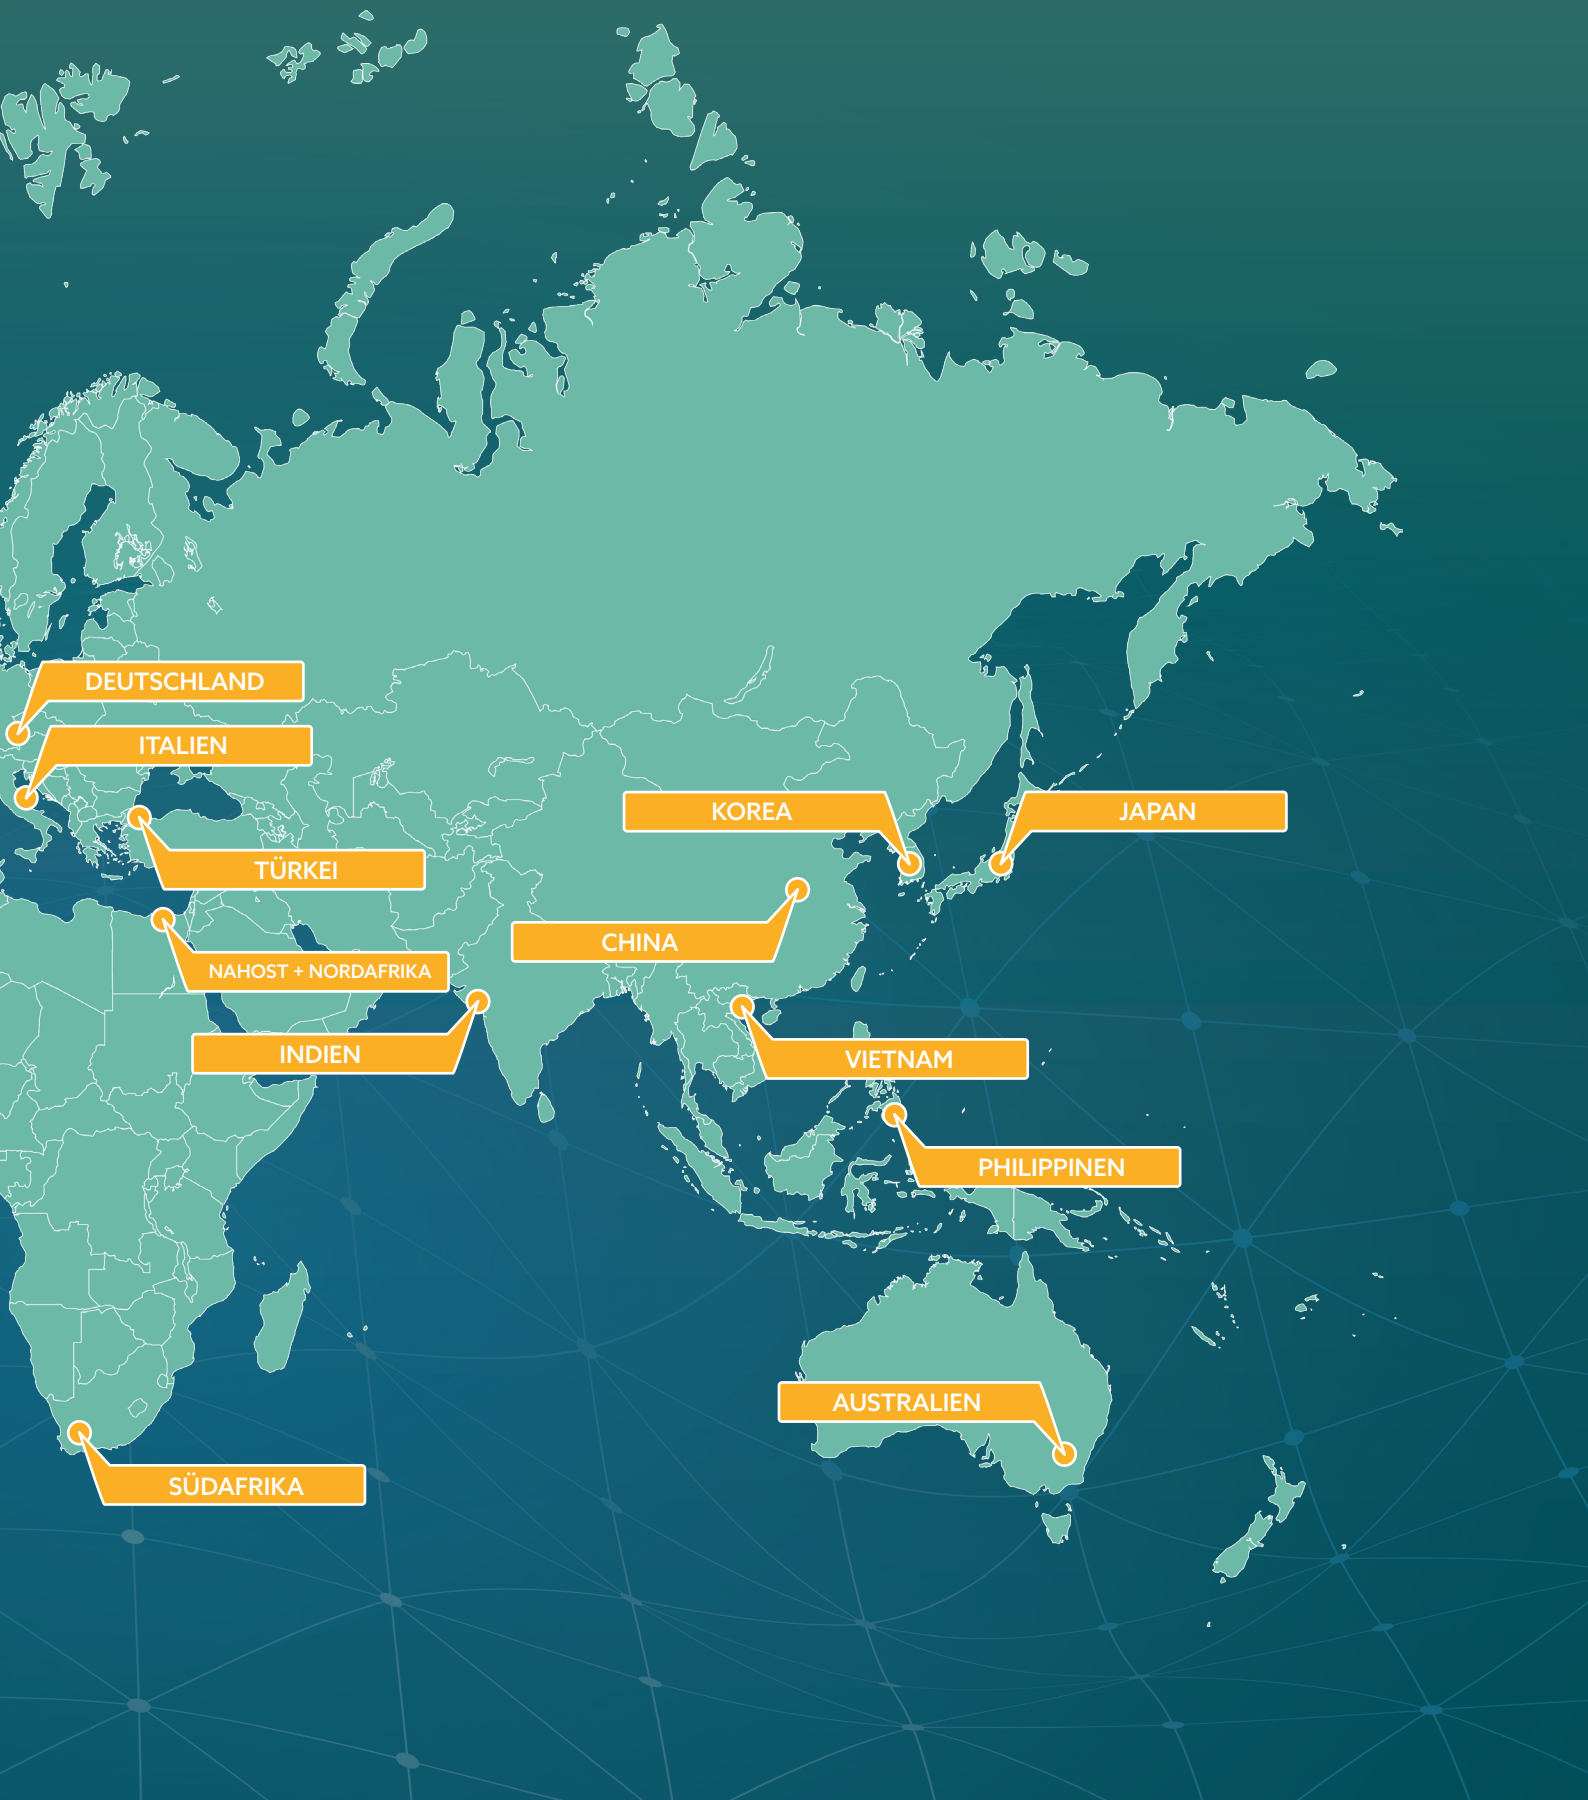 DEUTSCHLAND
ITALIEN
KOREA
JAPAN
TÜRKEI
CHINA
NAHOST + NORDAFRIKA
INDIEN
VIETNAM
PHILIPPINEN
AUSTRALIEN
SÜDAFRIKA